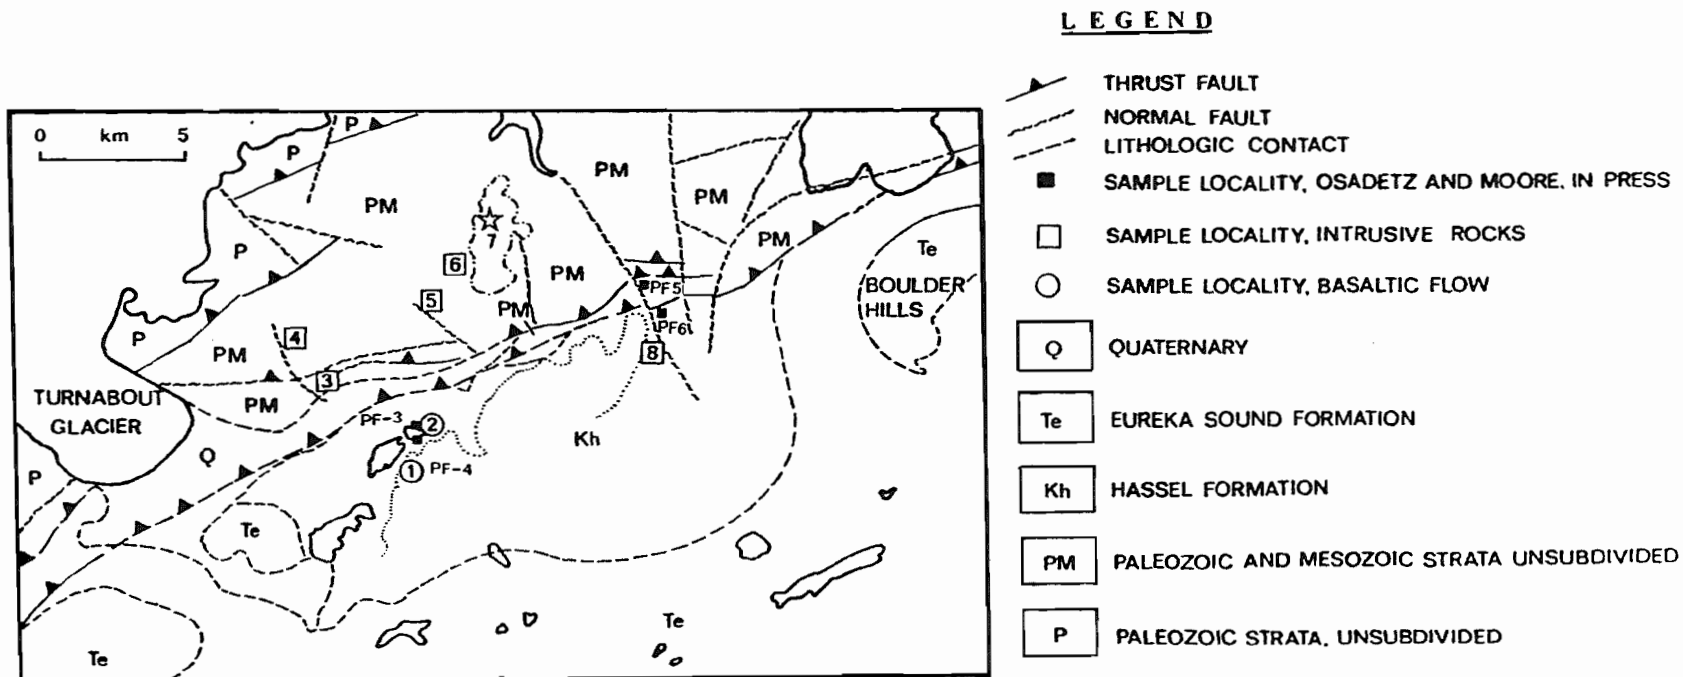 LEGEND
THRUST FAULT
NORMAL FAULT
LITHOLOGIC CONTACT
SAMPLE LOCALITY, OSADETZ AND MOORE, IN PRESS
SAMPLE LOCALITY, INTRUSIVE ROCKS
SAMPLE LOCALITY, BASALTIC FLOW
Q QUATERNARY
Te EUREKA SOUND FORMATION
Kh HASSEL FORMATION
PM PALEOZOIC AND MESOZOIC STRATA UNSUBDIVIDED
P PALEOZOIC STRATA, UNSUBDIVIDED
0 km 5
P
P
PM
PM
PM
P
7
PM
Te
6
PM
PF5
BOULDER
HILLS
5
PM
PF6
P
4
PM
8
3
TURNABOUT
GLACIER
PM
PF-3
2
Kh
Q
1
PF-4
P
Te
Te
Te